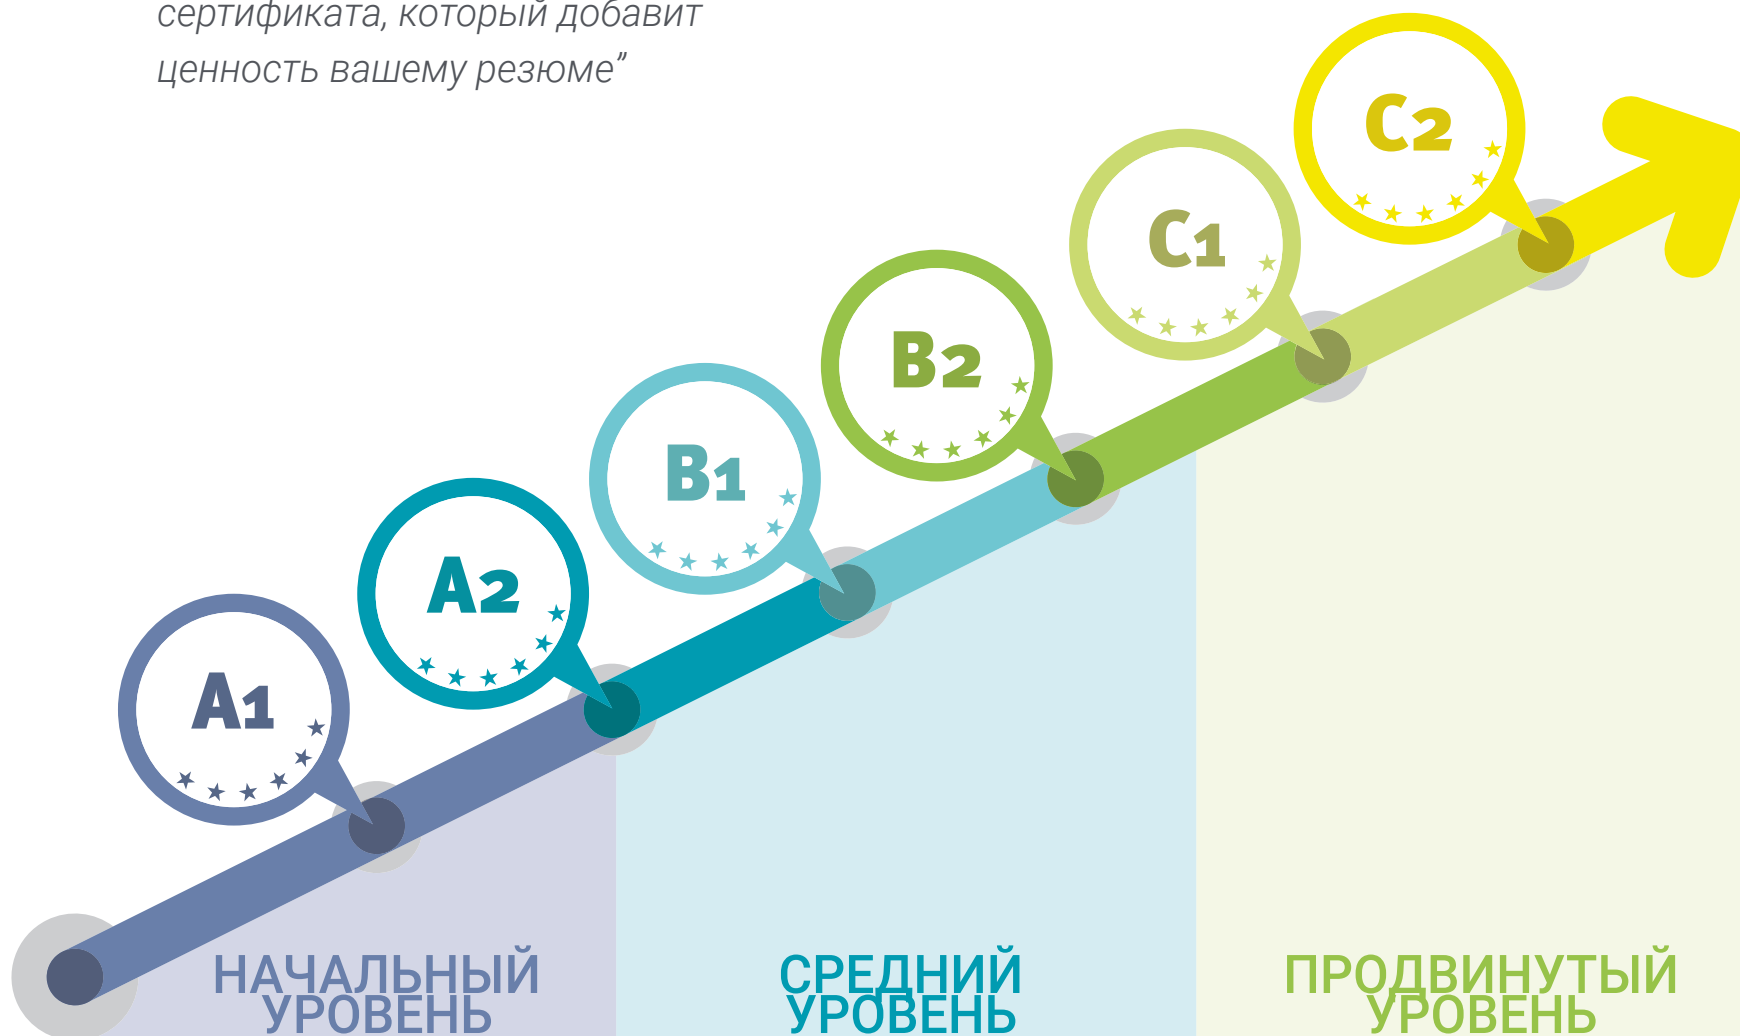 сертификата, который добавит
ценность вашему резюме”
C2
C1
B2
B1
A2
A1
НАЧАЛЬНЫЙ
УРОВЕНЬ
СРЕДНИЙ
УРОВЕНЬ
ПРОДВИНУТЫЙ
УРОВЕНЬ